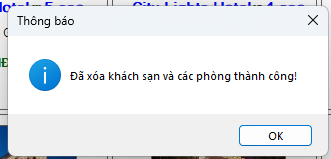 Thông báo
Đã xóa khách sạn và các phòng thành công!
OK